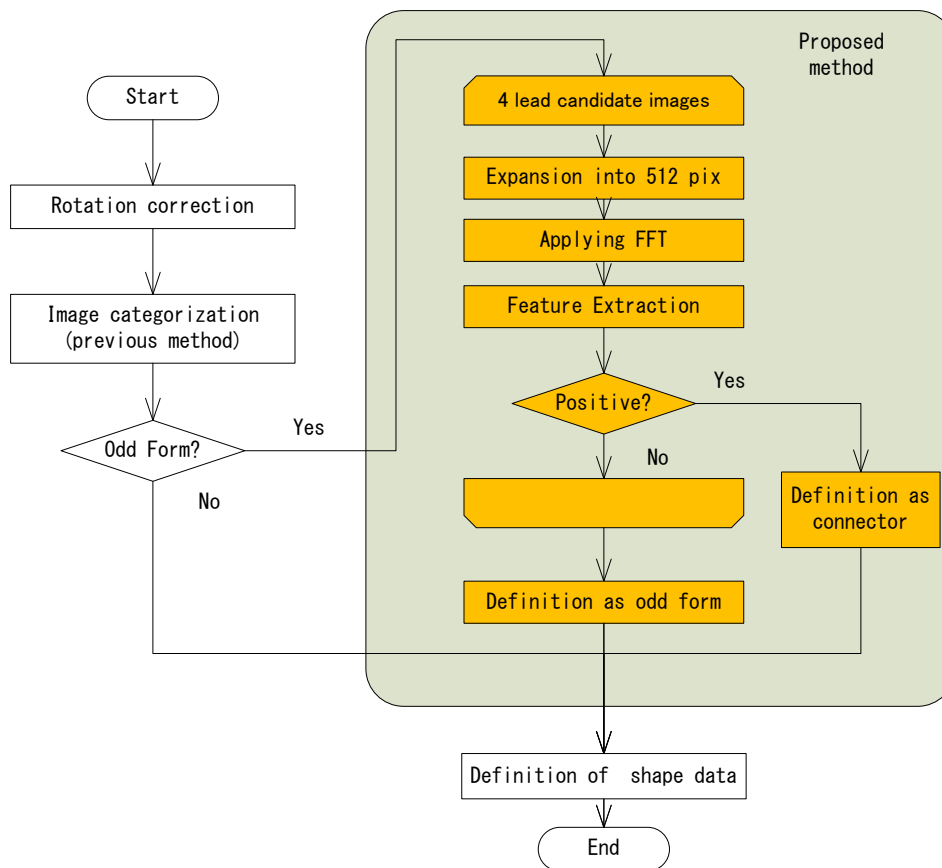 Start
Rotation correction
Image categorization
(previous method)
Odd Form?
Yes
No
Proposed
method
4 lead candidate images
Expansion into 512 pix
Applying FFT
Feature Extraction
Positive?
Yes
No
Definition as
connector
Definition as odd form
Definition of shape data
End